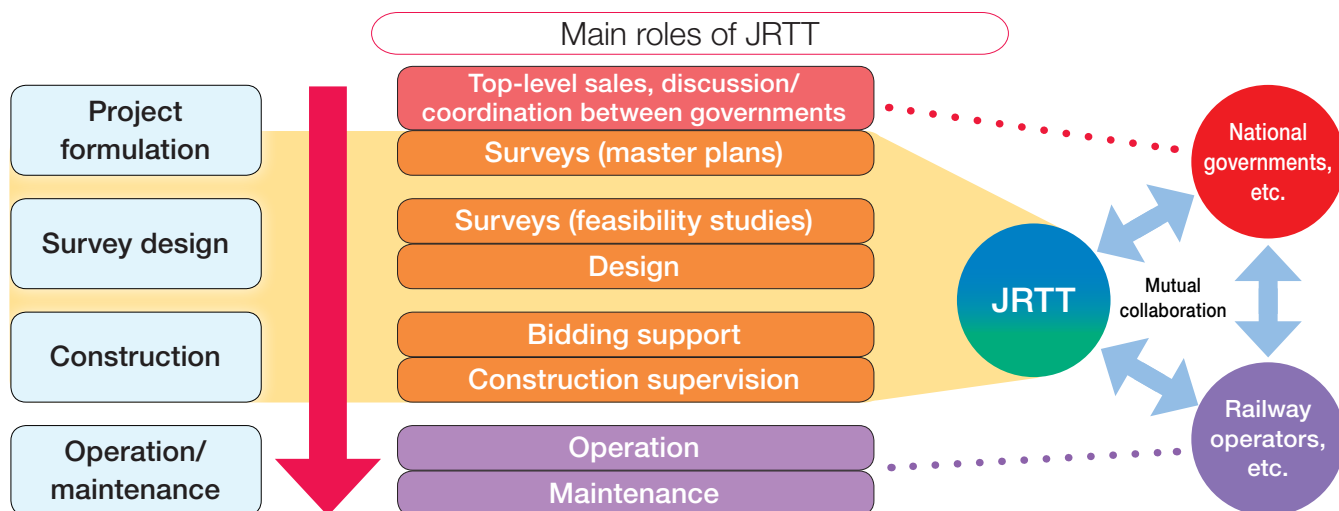 Main roles of JRTT
Project
formulation
Top-level sales, discussion/
coordination between governments
Surveys (master plans)
Survey design
Surveys (feasibility studies)
Design
Construction
Bidding support
Construction supervision
Operation/
maintenance
Operation
Maintenance
National
governments,
etc.
JRTT
Mutual
collaboration
Railway
operators,
etc.